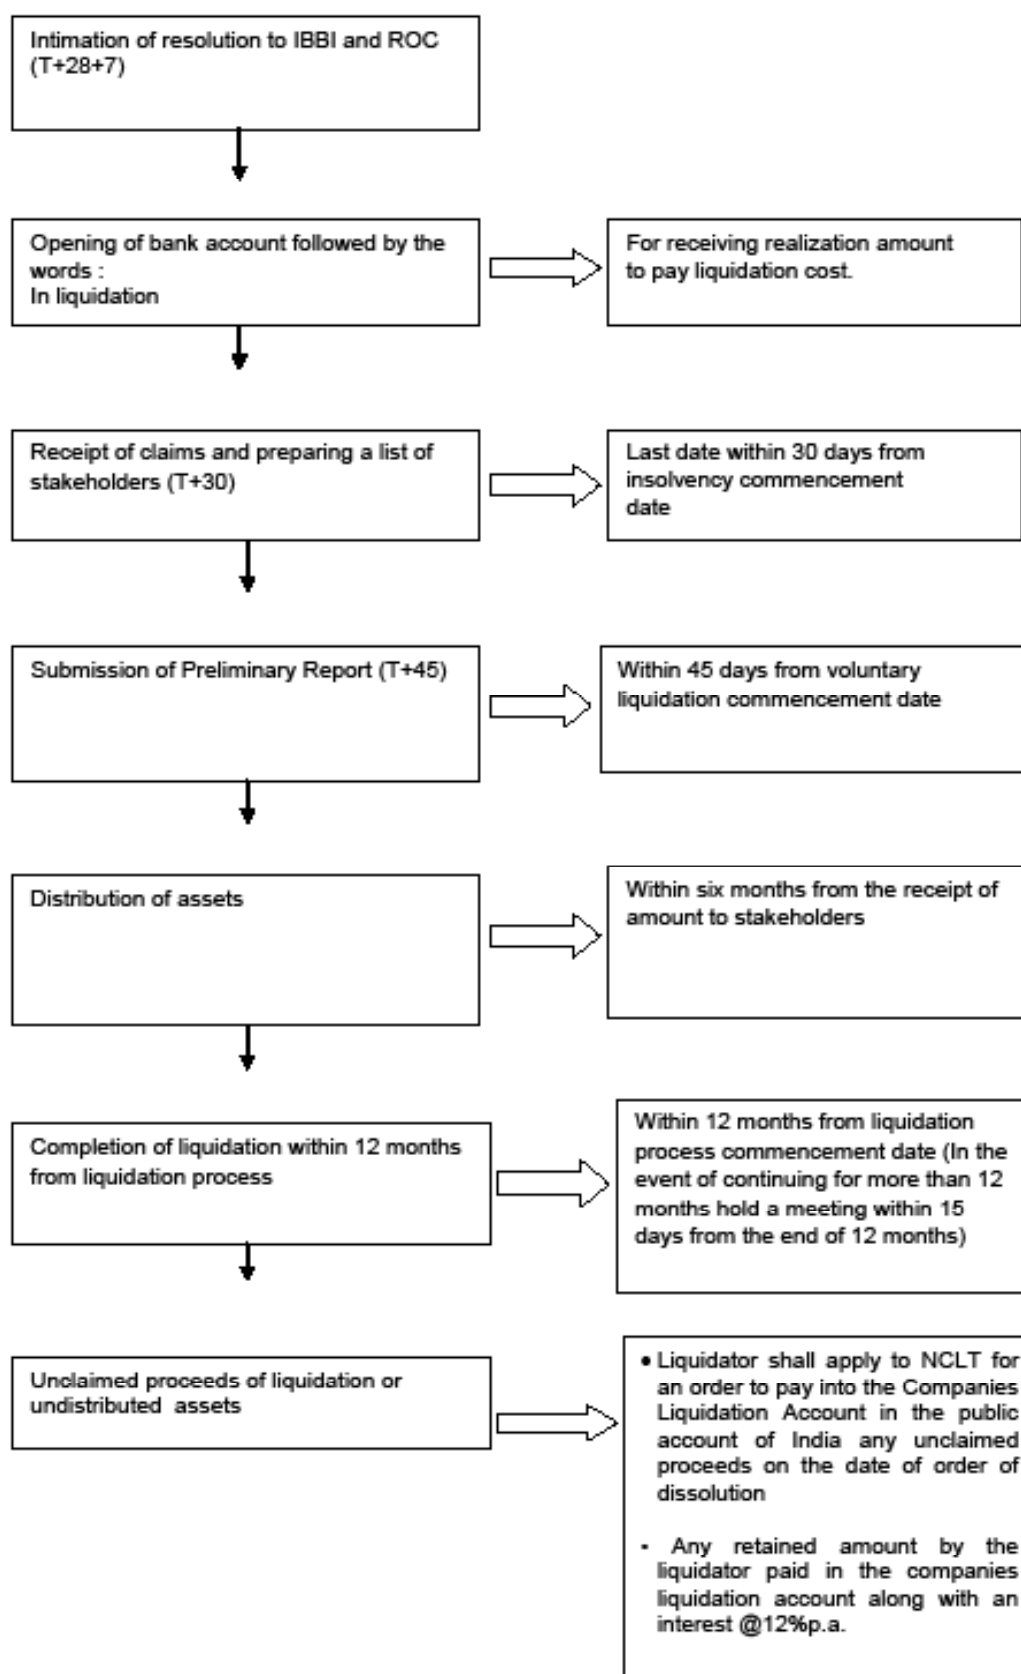 Intimation of resolution to IBBI and ROC
(T+28+7)
Opening of bank account followed by the
words :
In liquidation
For receiving realization amount
to pay liquidation cost.
Receipt of claims and preparing a list of
stakeholders (T+30)
Last date within 30 days from
insolvency commencement
date
Submission of Preliminary Report (T+45)
Within 45 days from voluntary
liquidation commencement date
Distribution of assets
Within six months from the receipt of
amount to stakeholders
Completion of liquidation within 12 months
from liquidation process
Within 12 months from liquidation
process commencement date (In the
event of continuing for more than 12
months hold a meeting within 15
days from the end of 12 months)
Unclaimed proceeds of liquidation or
undistributed assets
• Liquidator shall apply to NCLT for
an order to pay into the Companies
Liquidation Account in the public
account of India any unclaimed
proceeds on the date of order of
dissolution
- Any retained amount by the
liquidator paid in the companies
liquidation account along with an
interest @12%p.a.